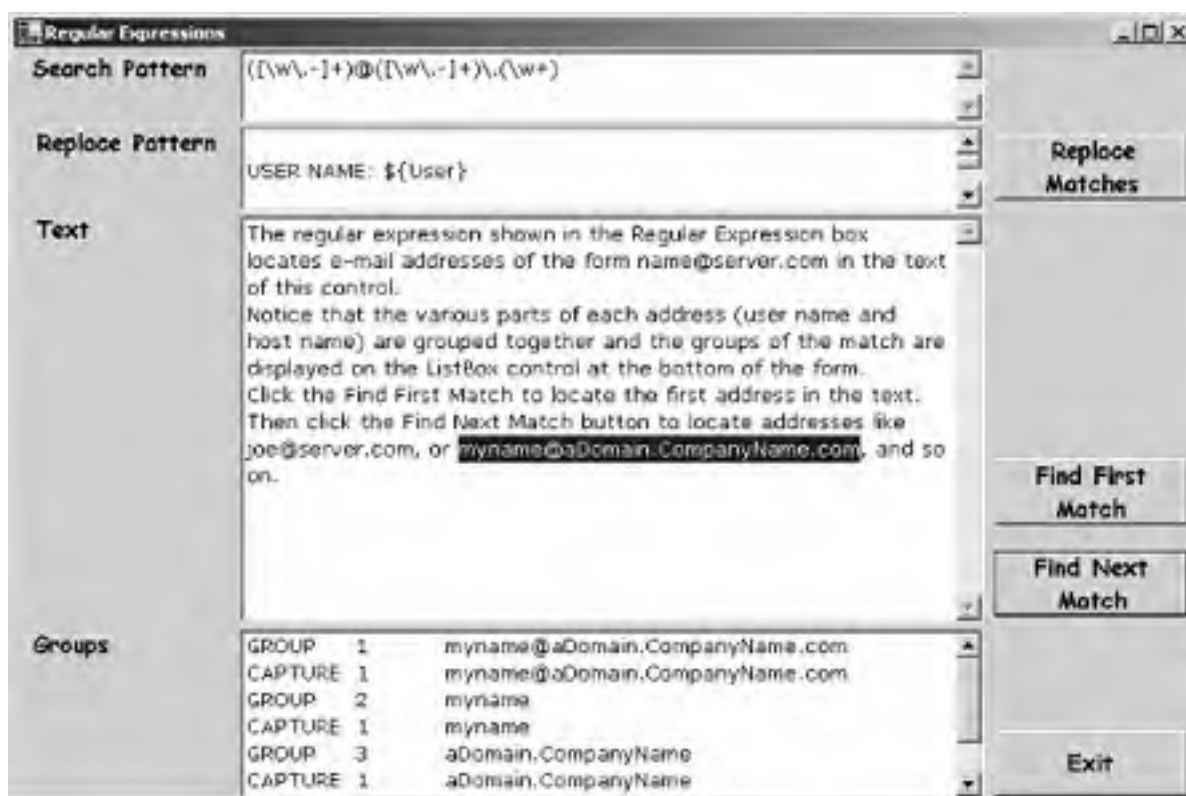 Regular Expressions
Search Pattern
([\w\.-]+)@([\w\.-]+)\.(\w+)
Replace Pattern
USER NAME: ${User}
Replace
Matches
Text
The regular expression shown in the Regular Expression box
locates e-mail addresses of the form name@server.com in the text
of this control.
Notice that the various parts of each address (user name and
host name) are grouped together and the groups of the match are
displayed on the ListBox control at the bottom of the form.
Click the Find First Match to locate the first address in the text.
Then click the Find Next Match button to locate addresses like
joe@server.com, or myname@aDomain.CompanyName.com, and so
on.
Find First
Match
Find Next
Match
Groups
GROUP 1 myname@aDomain.CompanyName.com
CAPTURE 1 myname@aDomain.CompanyName.com
GROUP 2 myname
CAPTURE 1 myname
GROUP 3 aDomain.CompanyName
CAPTURE 1 aDomain.CompanyName
Exit